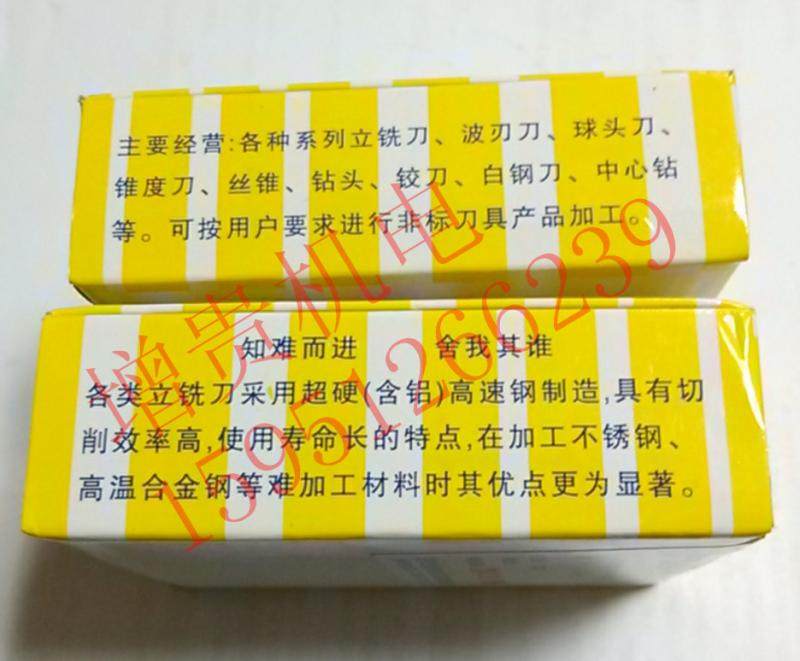 主要经营:各种系列立铣刀、波刃刀、球头刀、
锥度刀、丝锥、钻头、铰刀、白钢刀、中心钻
等。可按用户要求进行非标刀具产品加工。
知难而进 舍我其谁
各类立铣刀采用超硬(含铝)高速钢制造,具有切
削效率高,使用寿命长的特点,在加工不锈钢、
高温合金钢等难加工材料时其优点更为显著。
增贵机电
15951266239